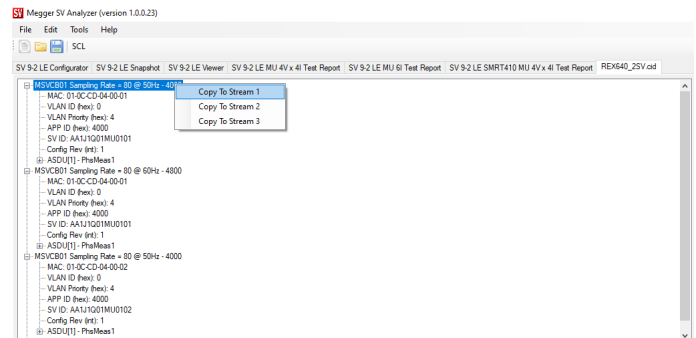 SV Megger SV Analyzer (version 1.0.0.23)
File Edit Tools Help
SCL
SV 9-2 LE Configurator SV 9-2 LE Snapshot SV 9-2 LE Viewer SV 9-2 LE MU 4V x 4I Test Report SV 9-2 LE MU 6I Test Report SV 9-2 LE SMRT410 MU 4V x 4I Test Report REX640_2SV.cid
MSVCB01 Sampling Rate = 80 @ 50Hz - 4000
Copy To Stream 1
MAC: 01-0C-CD-04-00-01
Copy To Stream 2
VLAN ID (hex): 0
VLAN Priority (hex): 4
Copy To Stream 3
APP ID (hex): 4000
SV ID: AA1J1Q01MU0101
Config Rev (int): 1
ASDU[1] - PhsMeas1
MSVCB01 Sampling Rate = 80 @ 60Hz - 4800
MAC: 01-0C-CD-04-00-01
VLAN ID (hex): 0
VLAN Priority (hex): 4
APP ID (hex): 4000
SV ID: AA1J1Q01MU0101
Config Rev (int): 1
ASDU[1] - PhsMeas1
MSVCB01 Sampling Rate = 80 @ 50Hz - 4000
MAC: 01-0C-CD-04-00-02
VLAN ID (hex): 0
VLAN Priority (hex): 4
APP ID (hex): 4000
SV ID: AA1J1Q01MU0102
Config Rev (int): 1
ASDU[1] - PhsMeas1